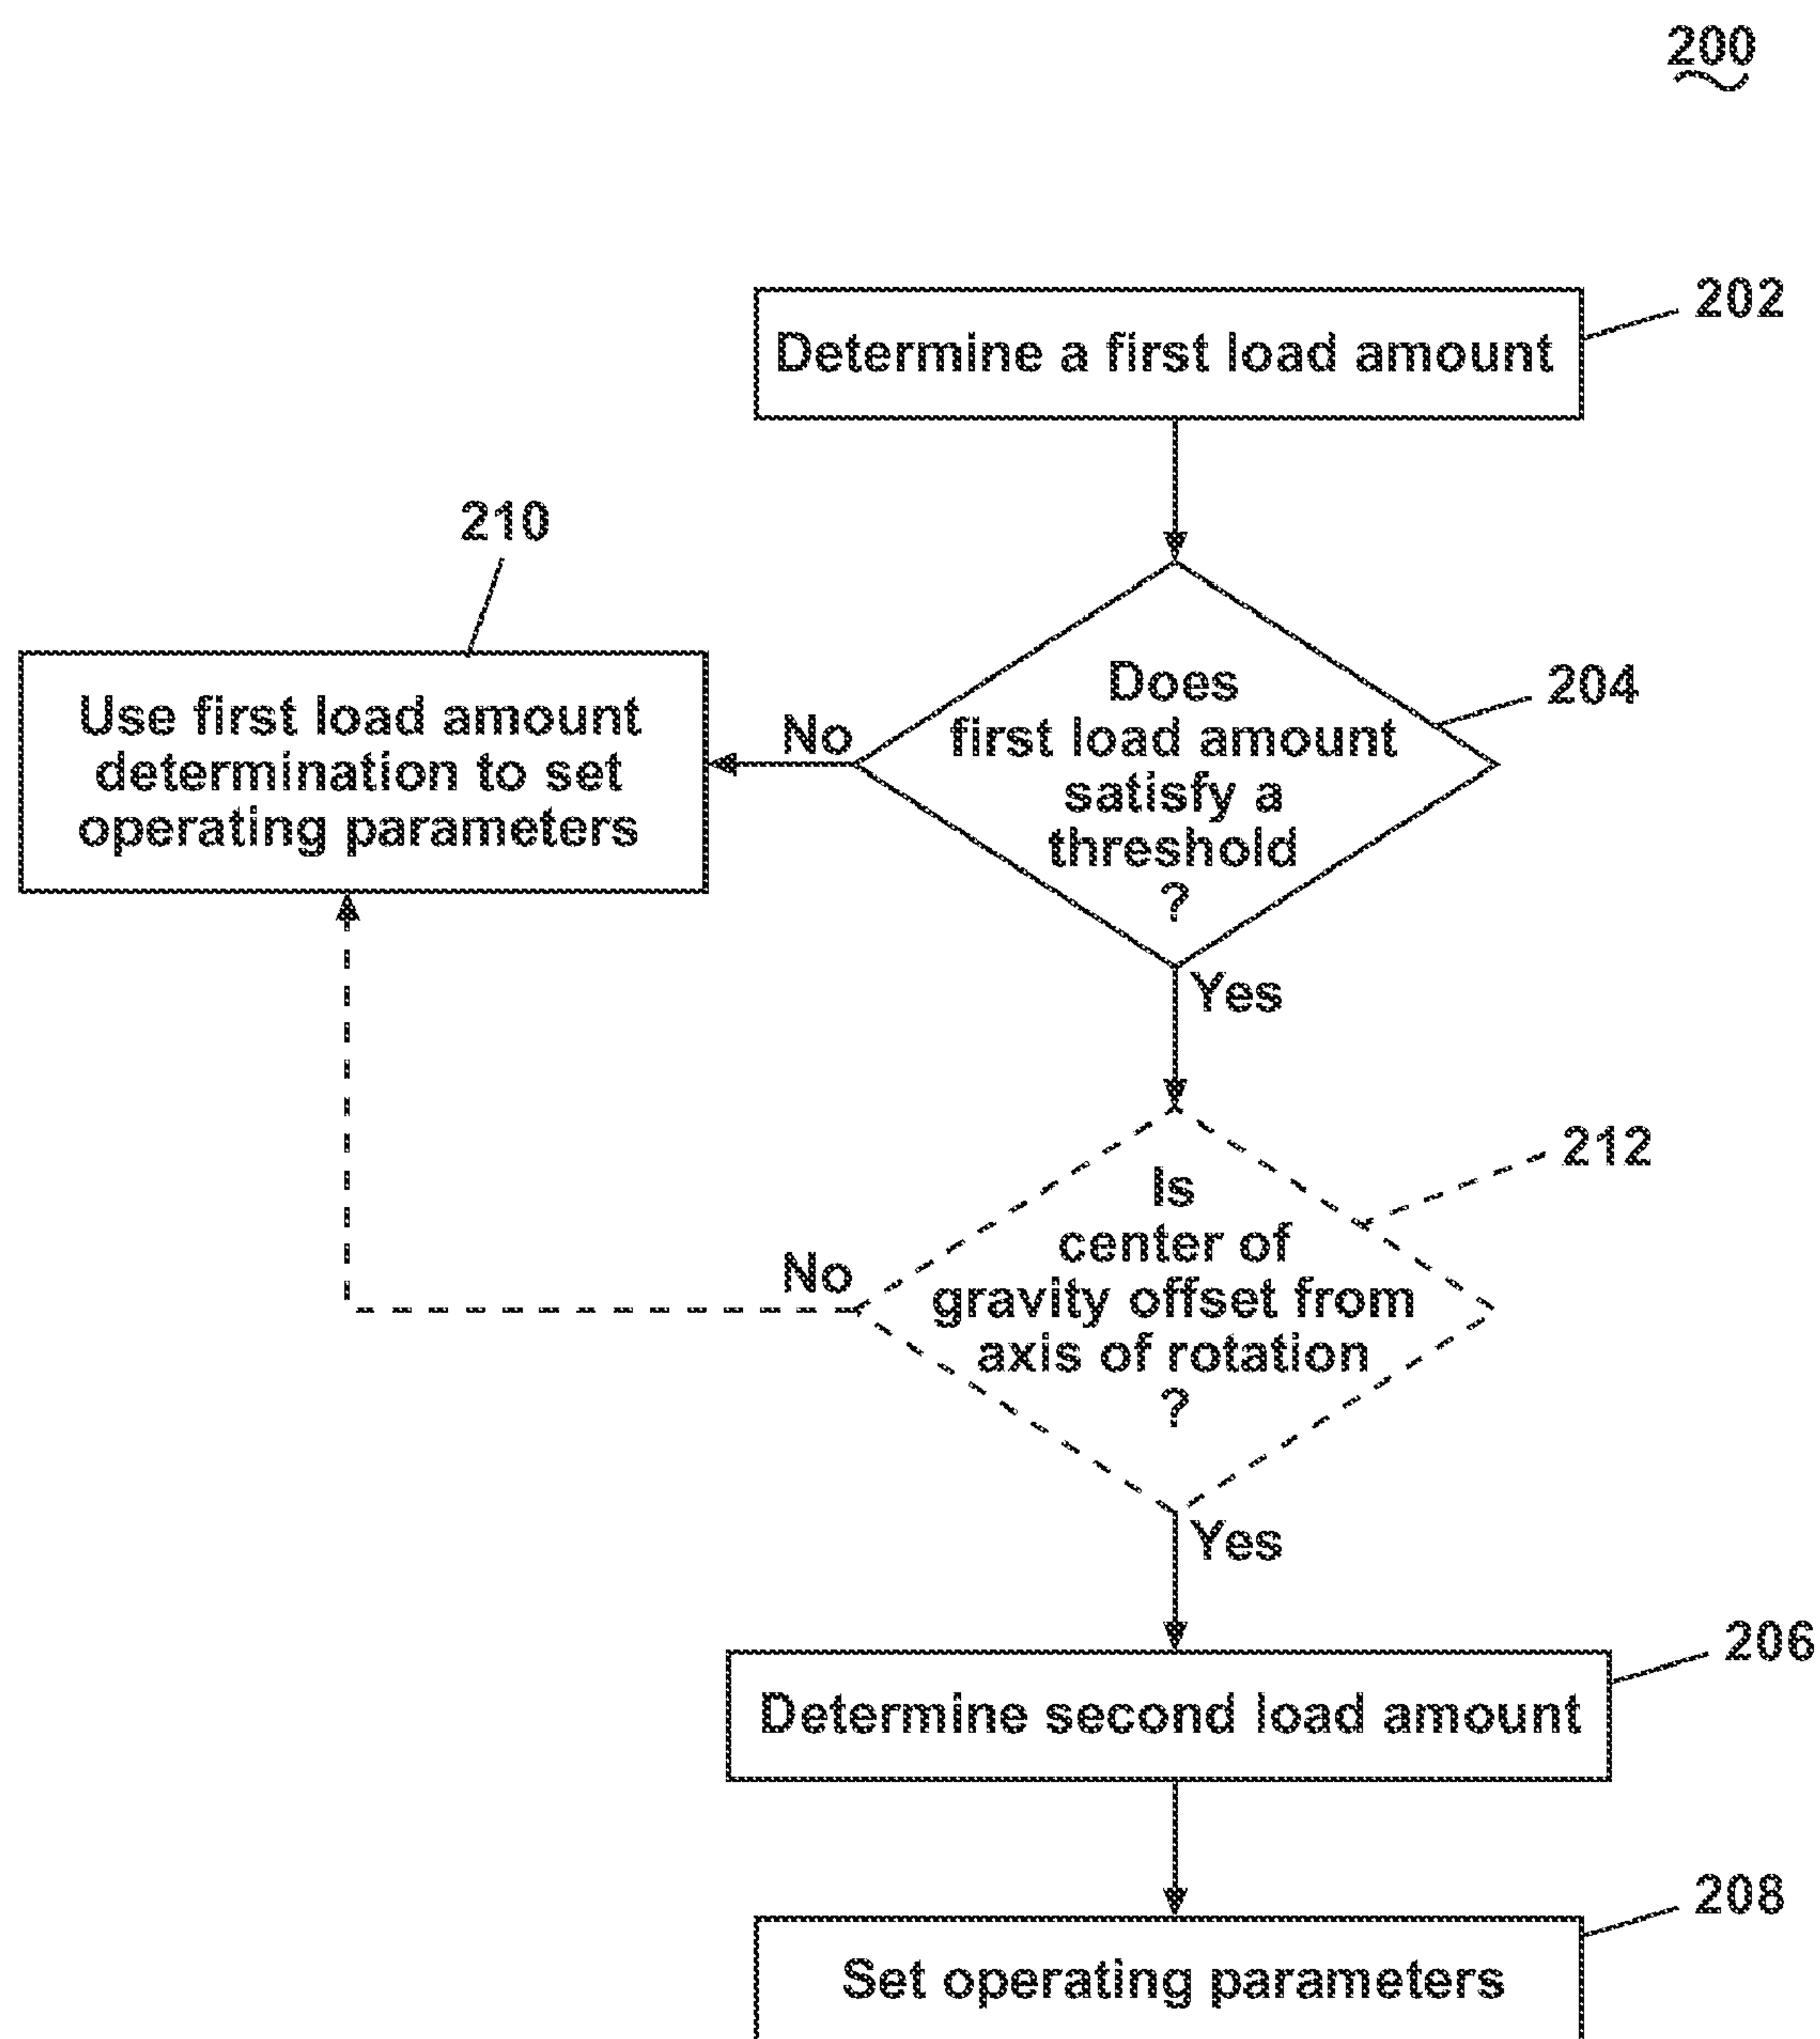 200
202
Determine a first load amount
210
Use first load amount
determination to set
operating parameters
No
Does
first load amount
satisfy a
threshold
?
204
Yes
212
Is
center of
gravity offset from
axis of rotation
?
No
Yes
206
Determine second load amount
208
Set operating parameters